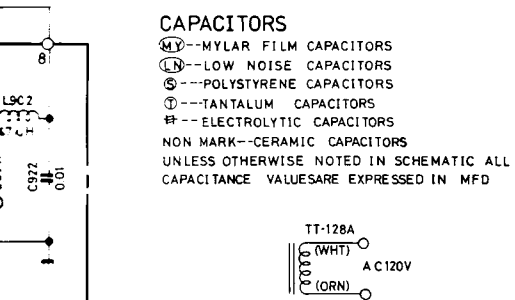 CAPACITORS
(MY)--MYLAR FILM CAPACITORS
(LN)--LOW NOISE CAPACITORS
(S)---POLYSTYRENE CAPACITORS
(T)---TANTALUM CAPACITORS
--ELECTROLYTIC CAPACITORS
NON MARK--CERAMIC CAPACITORS
UNLESS OTHERWISE NOTED IN SCHEMATIC ALL
CAPACITANCE VALUESARE EXPRESSED IN MFD
8
L902
C922
0.01
TT-128A
(WHT)
AC120V
(ORN)